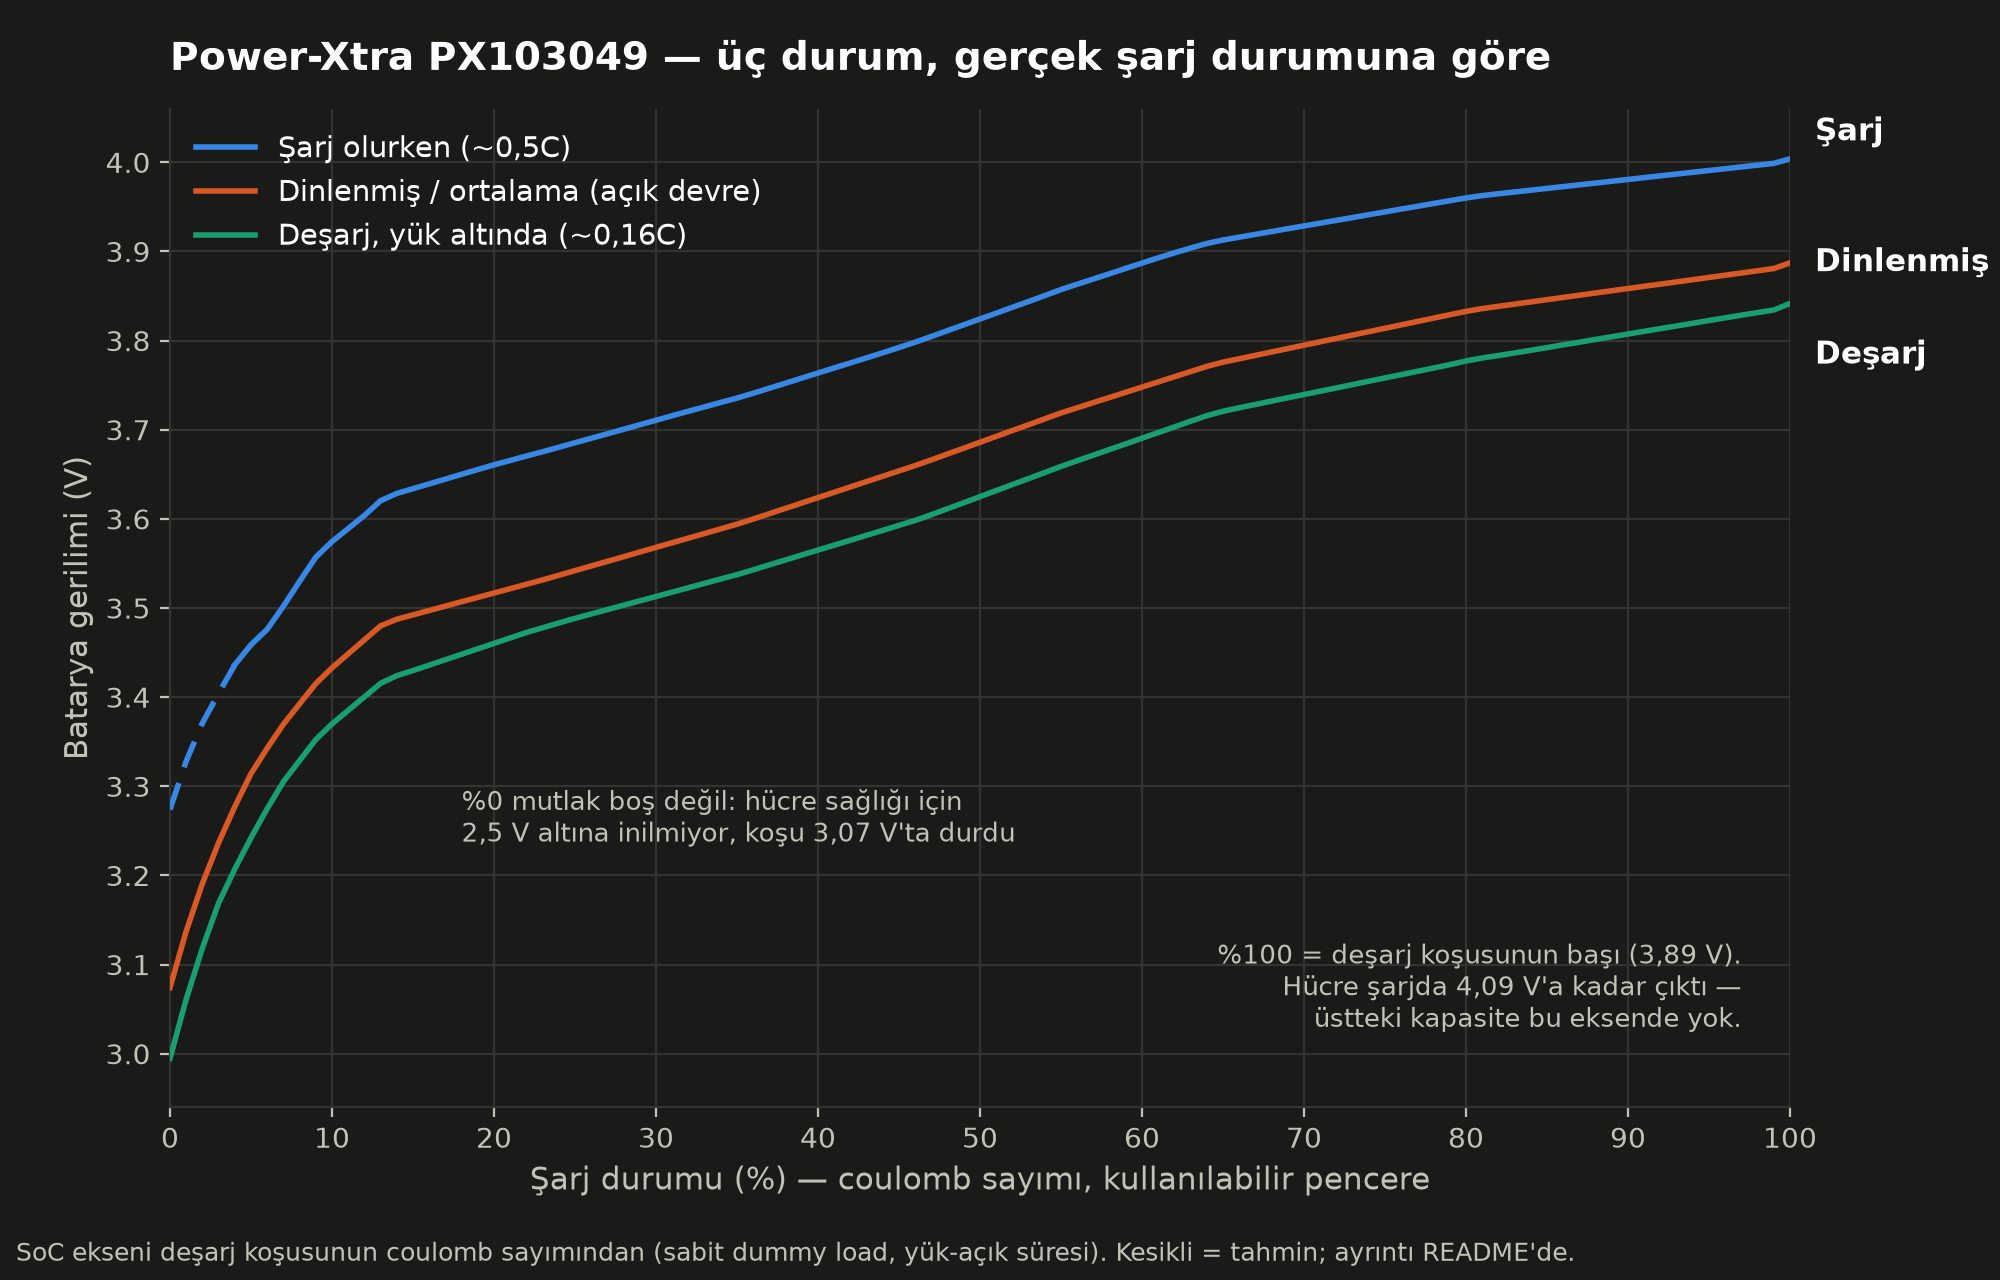 Power-Xtra PX103049 — üç durum, gerçek şarj durumuna göre
Şarj olurken (~0,5C)
Dinlenmiş / ortalama (açık devre)
Deşarj, yük altında (~0,16C)
Şarj
Dinlenmiş
Deşarj
Batarya gerilimi (V)
4.0
3.9
3.8
3.7
3.6
3.5
3.4
3.3
3.2
3.1
3.0
%0 mutlak boş değil: hücre sağlığı için
2,5 V altına inilmiyor, koşu 3,07 V'ta durdu
%100 = deşarj koşusunun başı (3,89 V).
Hücre şarjda 4,09 V'a kadar çıktı —
üstteki kapasite bu eksende yok.
0 10 20 30 40 50 60 70 80 90 100
Şarj durumu (%) — coulomb sayımı, kullanılabilir pencere
SoC ekseni deşarj koşusunun coulomb sayımından (sabit dummy load, yük-açık süresi). Kesikli = tahmin; ayrıntı README'de.